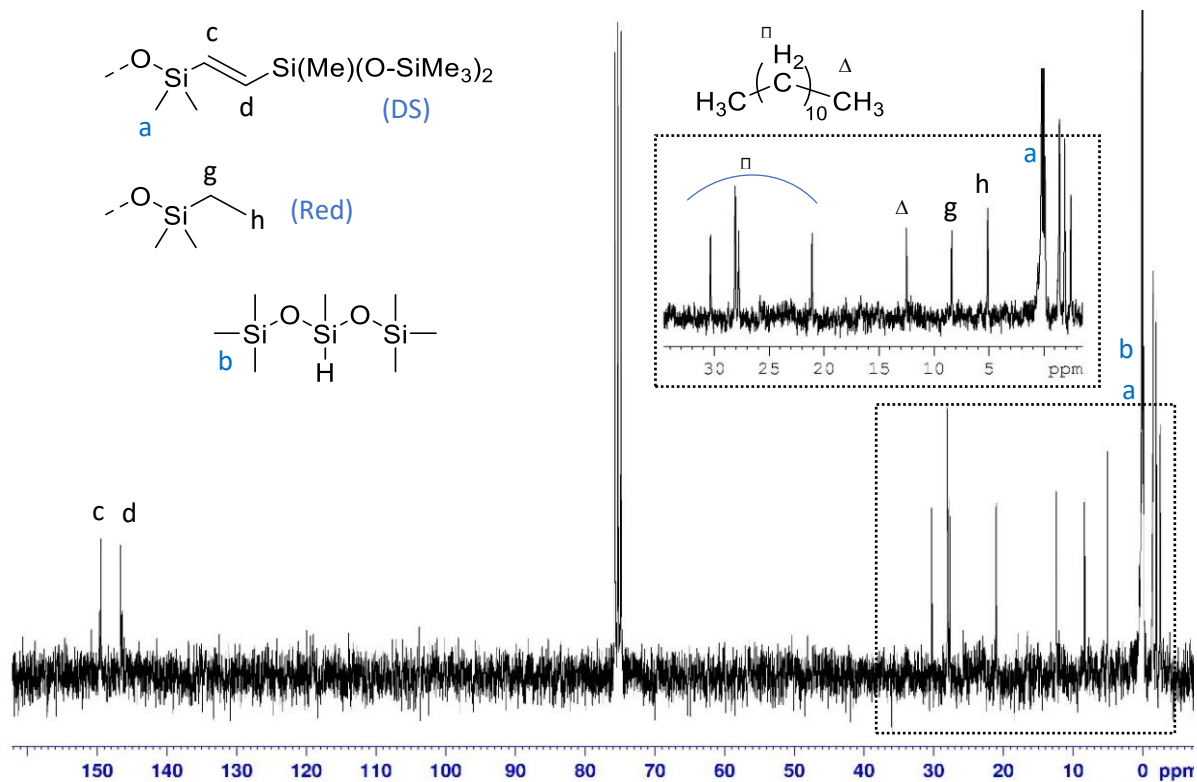 c
O
Si
Si(Me)(O-SiMe3)2
d
(DS)
a
g
O
Si
(Red)
h
Si
O
Si
O
Si
b
H
□
H2
Δ
H3C
C
CH3
10
a
□
Δ
g
h
30
25
20
15
10
5
ppm
b
a
c
d
150
140
130
120
110
100
90
80
70
60
50
40
30
20
10
0
ppm